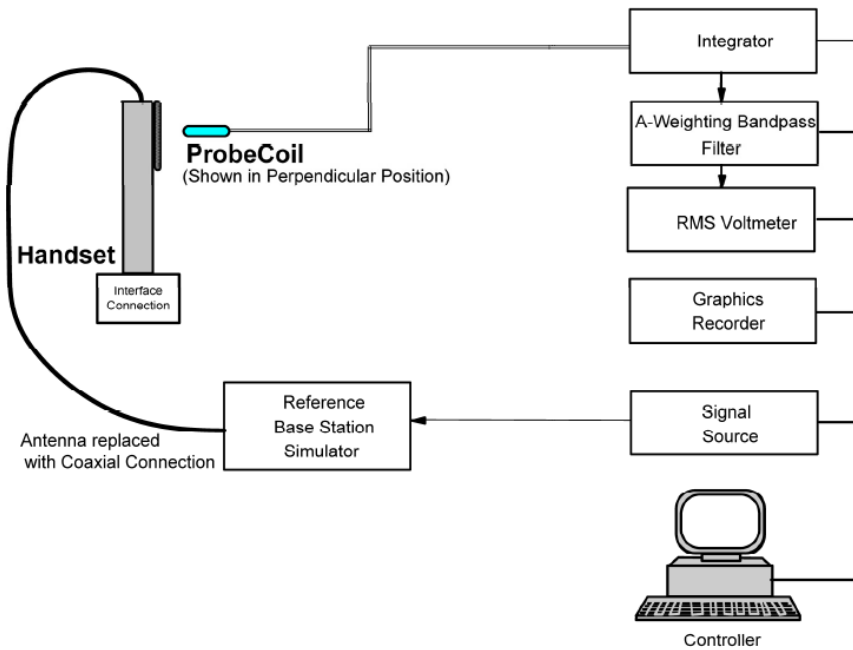 Integrator
A-Weighting Bandpass
Filter
ProbeCoil
(Shown in Perpendicular Position)
RMS Voltmeter
Handset
Interface
Connection
Graphics
Recorder
Reference
Base Station
Simulator
Signal
Source
Antenna replaced
with Coaxial Connection
Controller